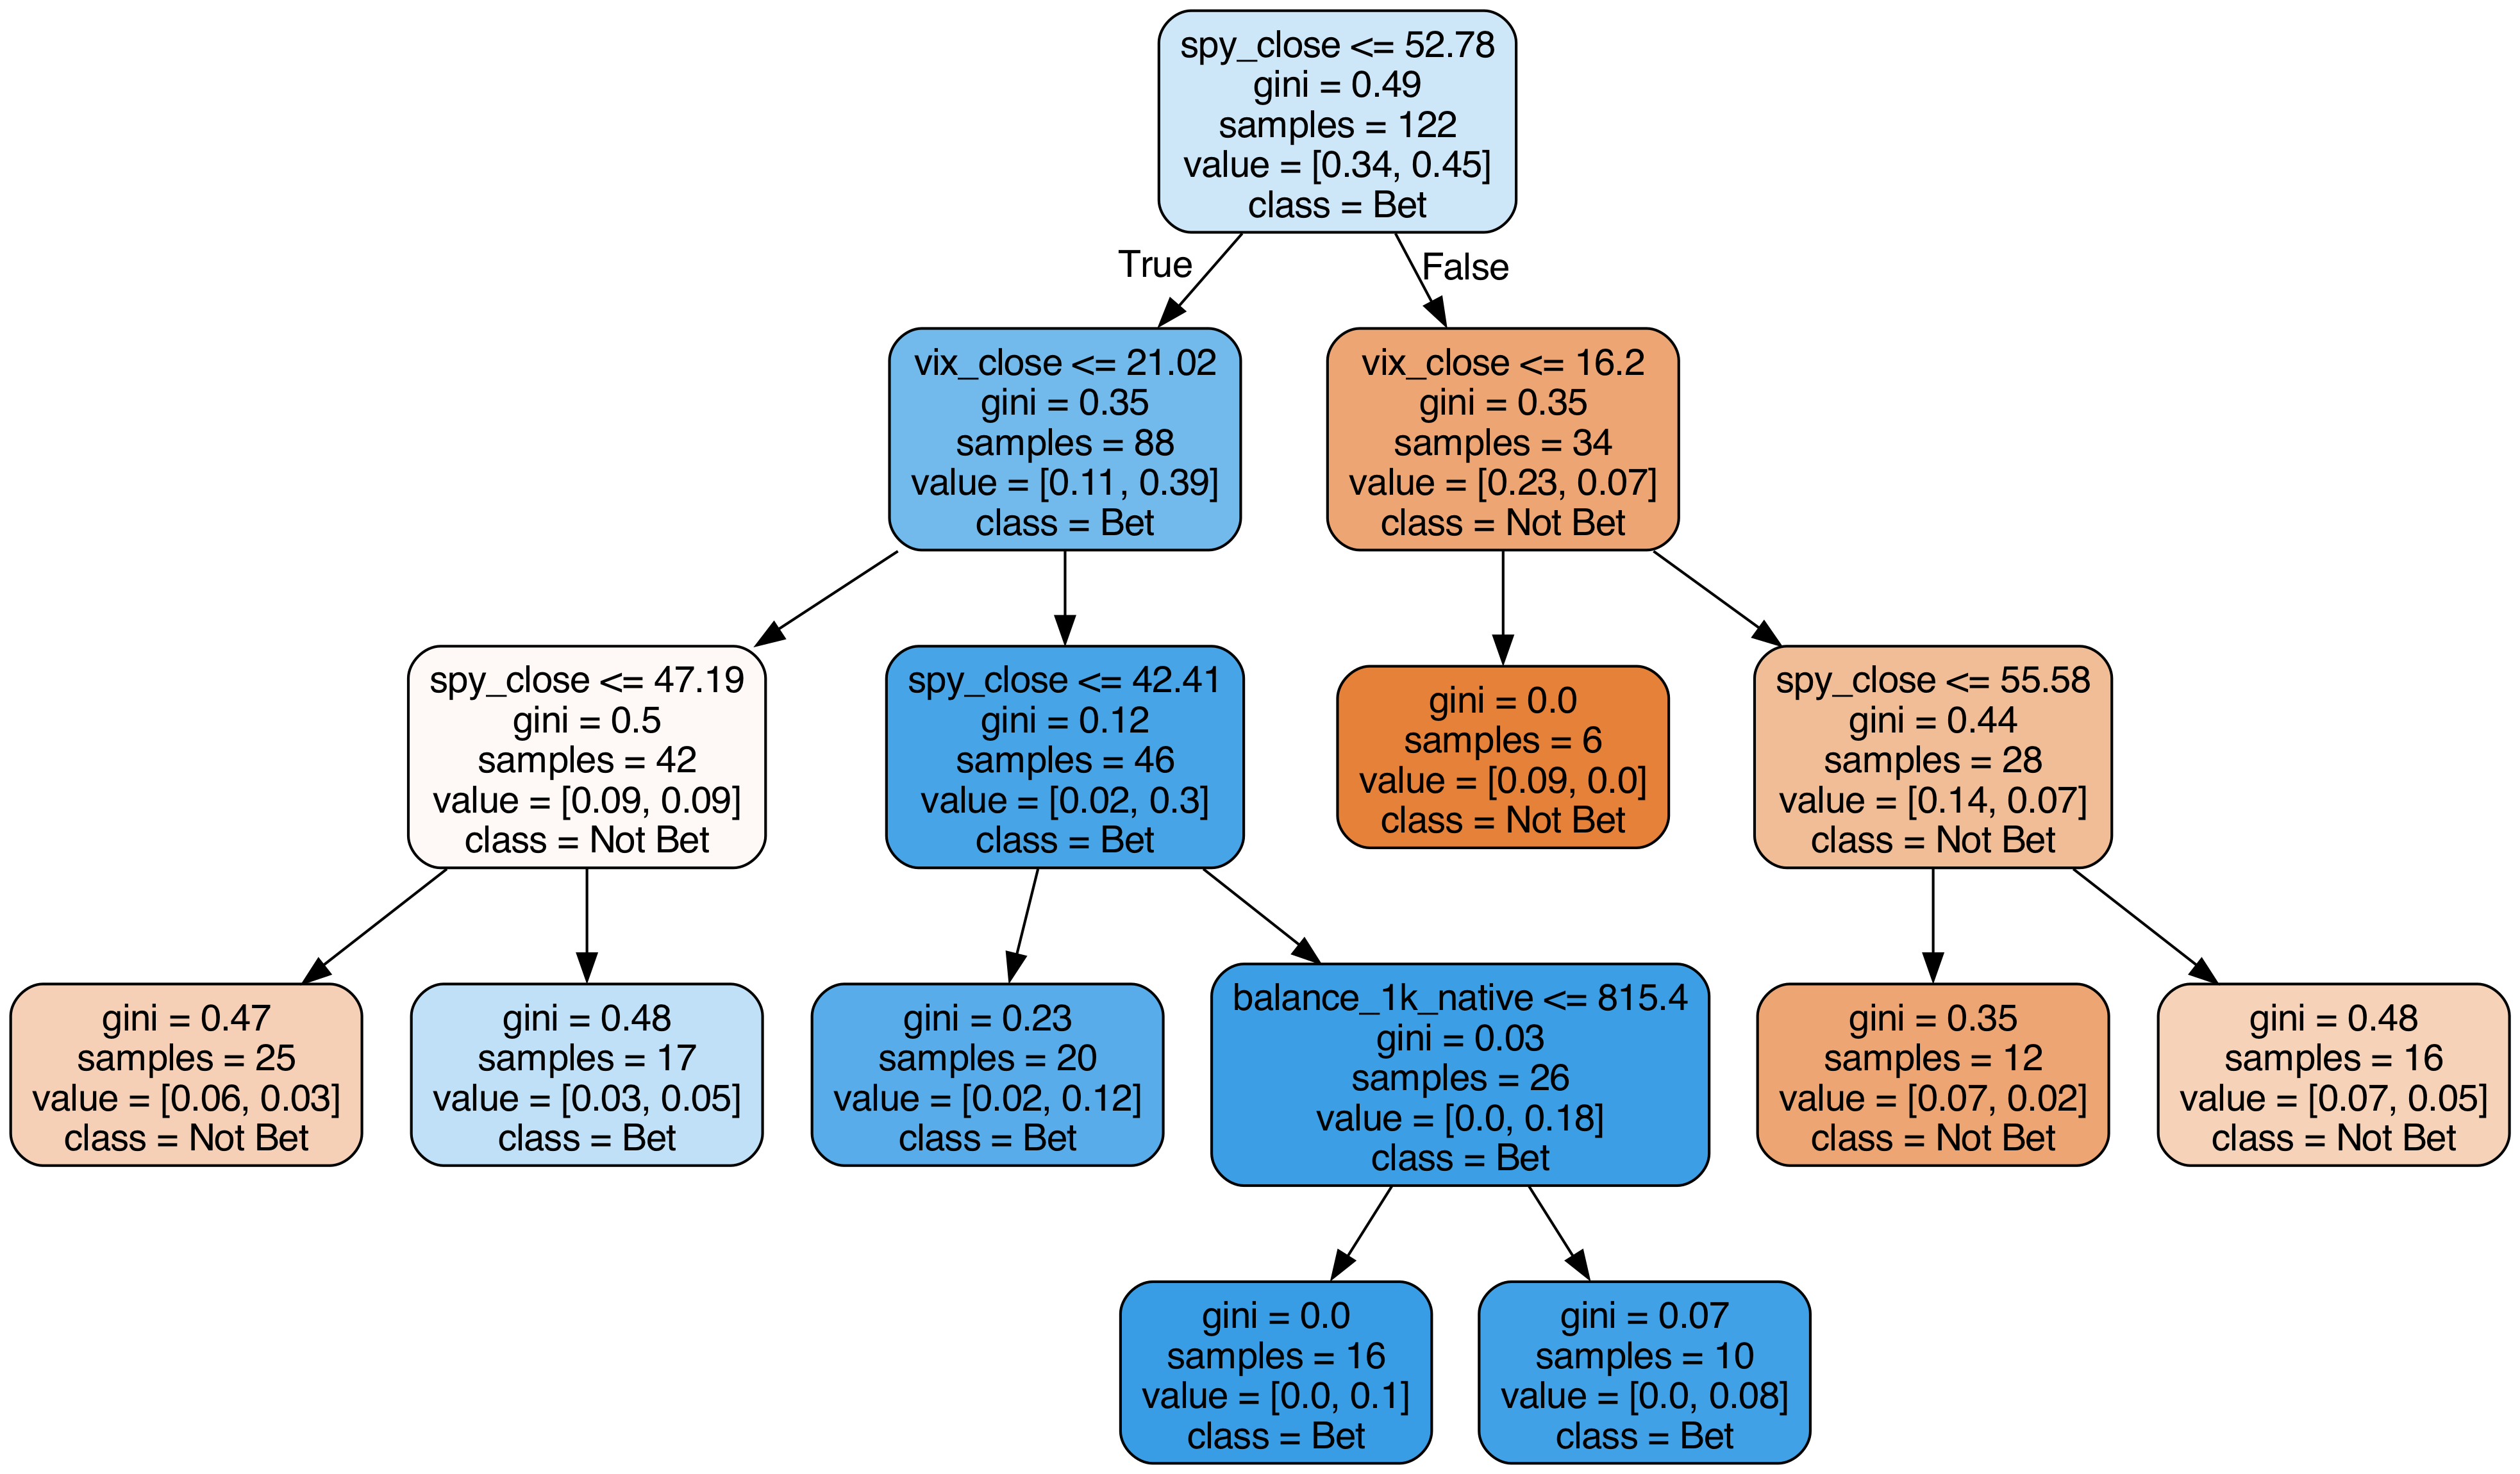 spy_close <= 52.78
gini = 0.49
samples = 122
value = [0.34, 0.45]
class = Bet
True
False
vix_close <= 21.02
gini = 0.35
samples = 88
value = [0.11, 0.39]
class = Bet
vix_close <= 16.2
gini = 0.35
samples = 34
value = [0.23, 0.07]
class = Not Bet
spy_close <= 47.19
gini = 0.5
samples = 42
value = [0.09, 0.09]
class = Not Bet
spy_close <= 42.41
gini = 0.12
samples = 46
value = [0.02, 0.3]
class = Bet
gini = 0.0
samples = 6
value = [0.09, 0.0]
class = Not Bet
spy_close <= 55.58
gini = 0.44
samples = 28
value = [0.14, 0.07]
class = Not Bet
gini = 0.47
samples = 25
value = [0.06, 0.03]
class = Not Bet
gini = 0.48
samples = 17
value = [0.03, 0.05]
class = Bet
gini = 0.23
samples = 20
value = [0.02, 0.12]
class = Bet
balance_1k_native <= 815.4
gini = 0.03
samples = 26
value = [0.0, 0.18]
class = Bet
gini = 0.35
samples = 12
value = [0.07, 0.02]
class = Not Bet
gini = 0.48
samples = 16
value = [0.07, 0.05]
class = Not Bet
gini = 0.0
samples = 16
value = [0.0, 0.1]
class = Bet
gini = 0.07
samples = 10
value = [0.0, 0.08]
class = Bet